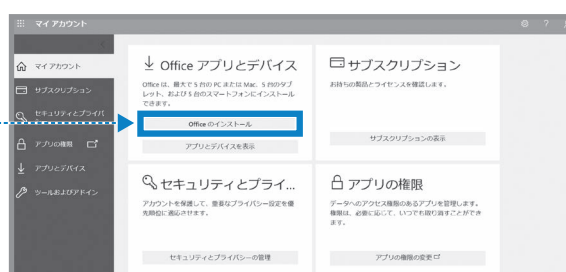 マイ アカウント
?
マイ アカウント
サブスクリプション
セキュリティとプライバ
アプリの権限
アプリとデバイス
ツールおよびアドイン
Office アプリとデバイス
Office は、最大で 5 台の PC または Mac、5 台のタブ
レット、および 5 台のスマートフォンにインストール
できます。
Office のインストール
アプリとデバイスを表示
サブスクリプション
お持ちの製品とライセンスを確認します。
サブスクリプションの表示
セキュリティとプライ...
アカウントを保護して、重要なプライバシー設定を優
先順位に適応させます。
セキュリティとプライバシーの管理
アプリの権限
データへのアクセス権限のあるアプリを管理します。
権限は、必要に応じて、いつでも取り消すことができ
ます。
アプリの権限の変更